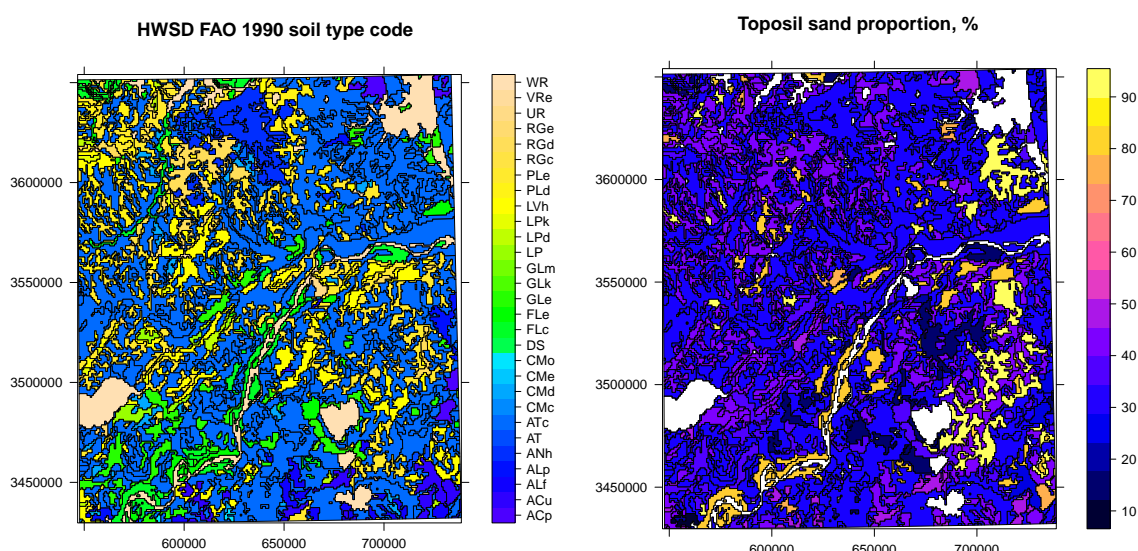 HWSD FAO 1990 soil type code
3600000
3550000
3500000
3450000
600000
650000
700000
WR
VRe
UR
RGe
RGd
RGc
PLe
PLd
LVh
LPk
LPd
LP
GLm
GLk
GLe
FLe
FLc
DS
CMo
CMe
CMd
CMc
ATc
AT
ANh
ALp
ALf
ACu
ACp
Toposil sand proportion, %
3600000
3550000
3500000
3450000
600000
650000
700000
90
80
70
60
50
40
30
20
10